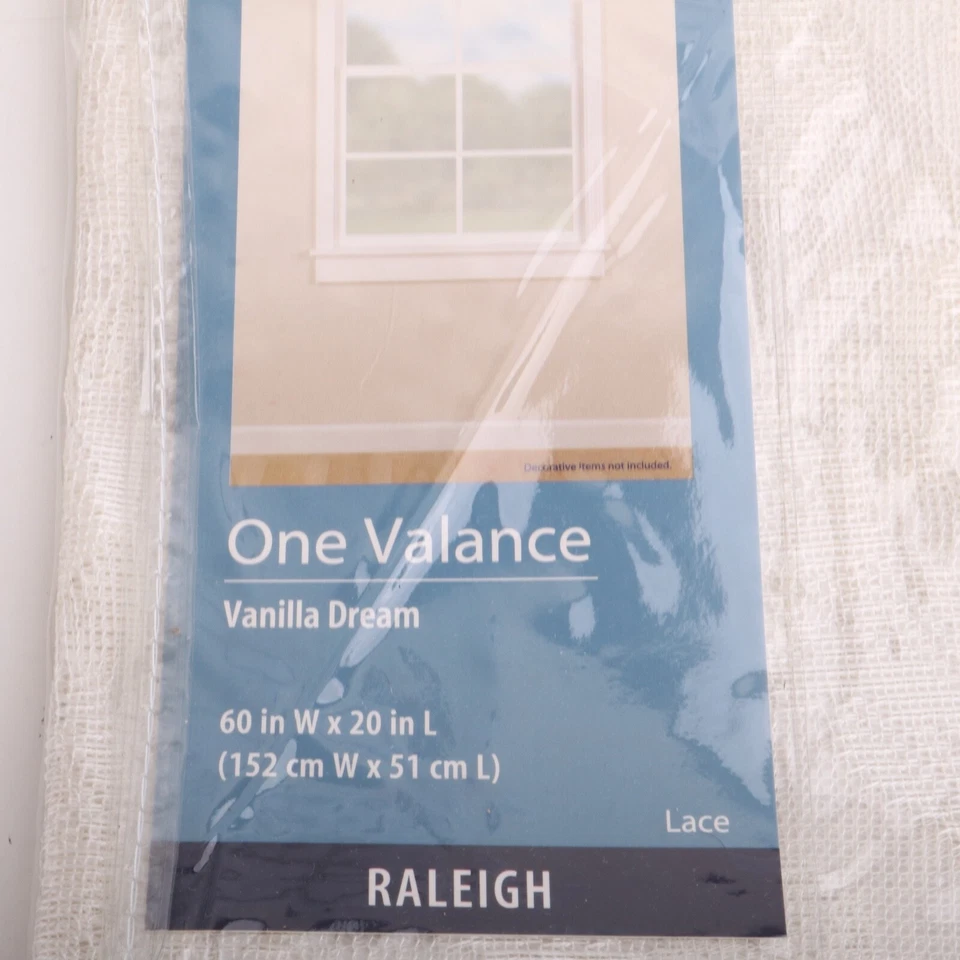 Decorative items not included.
One Valance
Vanilla Dream
60 in W x 20 in L
(152 cm W x 51 cm L)
Lace
RALEIGH